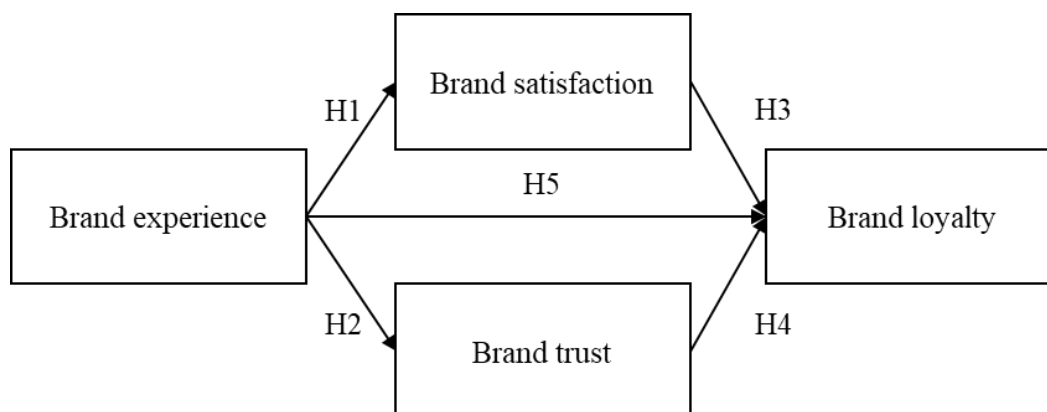 Brand satisfaction
H1
H3
H5
Brand experience
Brand loyalty
H2
H4
Brand trust